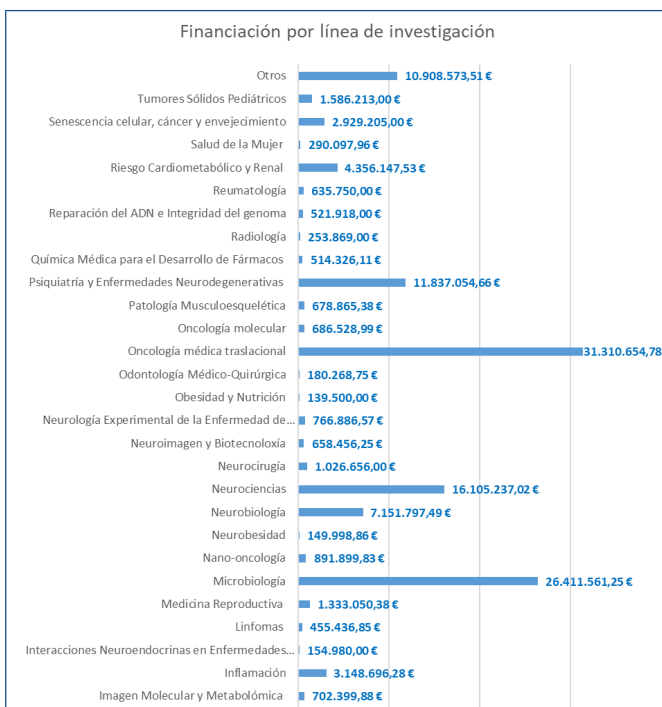 Financiación por línea de investigación
Otros 10.908.573,51 €
Tumores Sólidos Pediátricos 1.586.213,00 €
Senescencia celular, cáncer y envejecimiento 2.929.205,00 €
Salud de la Mujer 290.097,96 €
Riesgo Cardiometabólico y Renal 4.356.147,53 €
Reumatología 635.750,00 €
Reparación del ADN e Integridad del genoma 521.918,00 €
Radiología 253.869,00 €
Química Médica para el Desarrollo de Fármacos 514.326,11 €
Psiquiatría y Enfermedades Neurodegenerativas 11.837.054,66 €
Patología Musculoesquelética 678.865,38 €
Oncología molecular 686.528,99 €
Oncología médica traslacional 31.310.654,78
Odontología Médico-Quirúrgica 180.268,75 €
Obesidad y Nutrición 139.500,00 €
Neurología Experimental de la Enfermedad de... 766.886,57 €
Neuroimagen y Biotecnoloxía 658.456,25 €
Neurocirugía 1.026.656,00 €
Neurociencias 16.105.237,02 €
Neurobiología 7.151.797,49 €
Neurobesidad 149.998,86 €
Nano-oncología 891.899,83 €
Microbiología 26.411.561,25 €
Medicina Reproductiva 1.333.050,38 €
Linfomas 455.436,85 €
Interacciones Neuroendocrinas en Enfermedades... 154.980,00 €
Inflamación 3.148.696,28 €
Imagen Molecular y Metabolómica 702.399,88 €